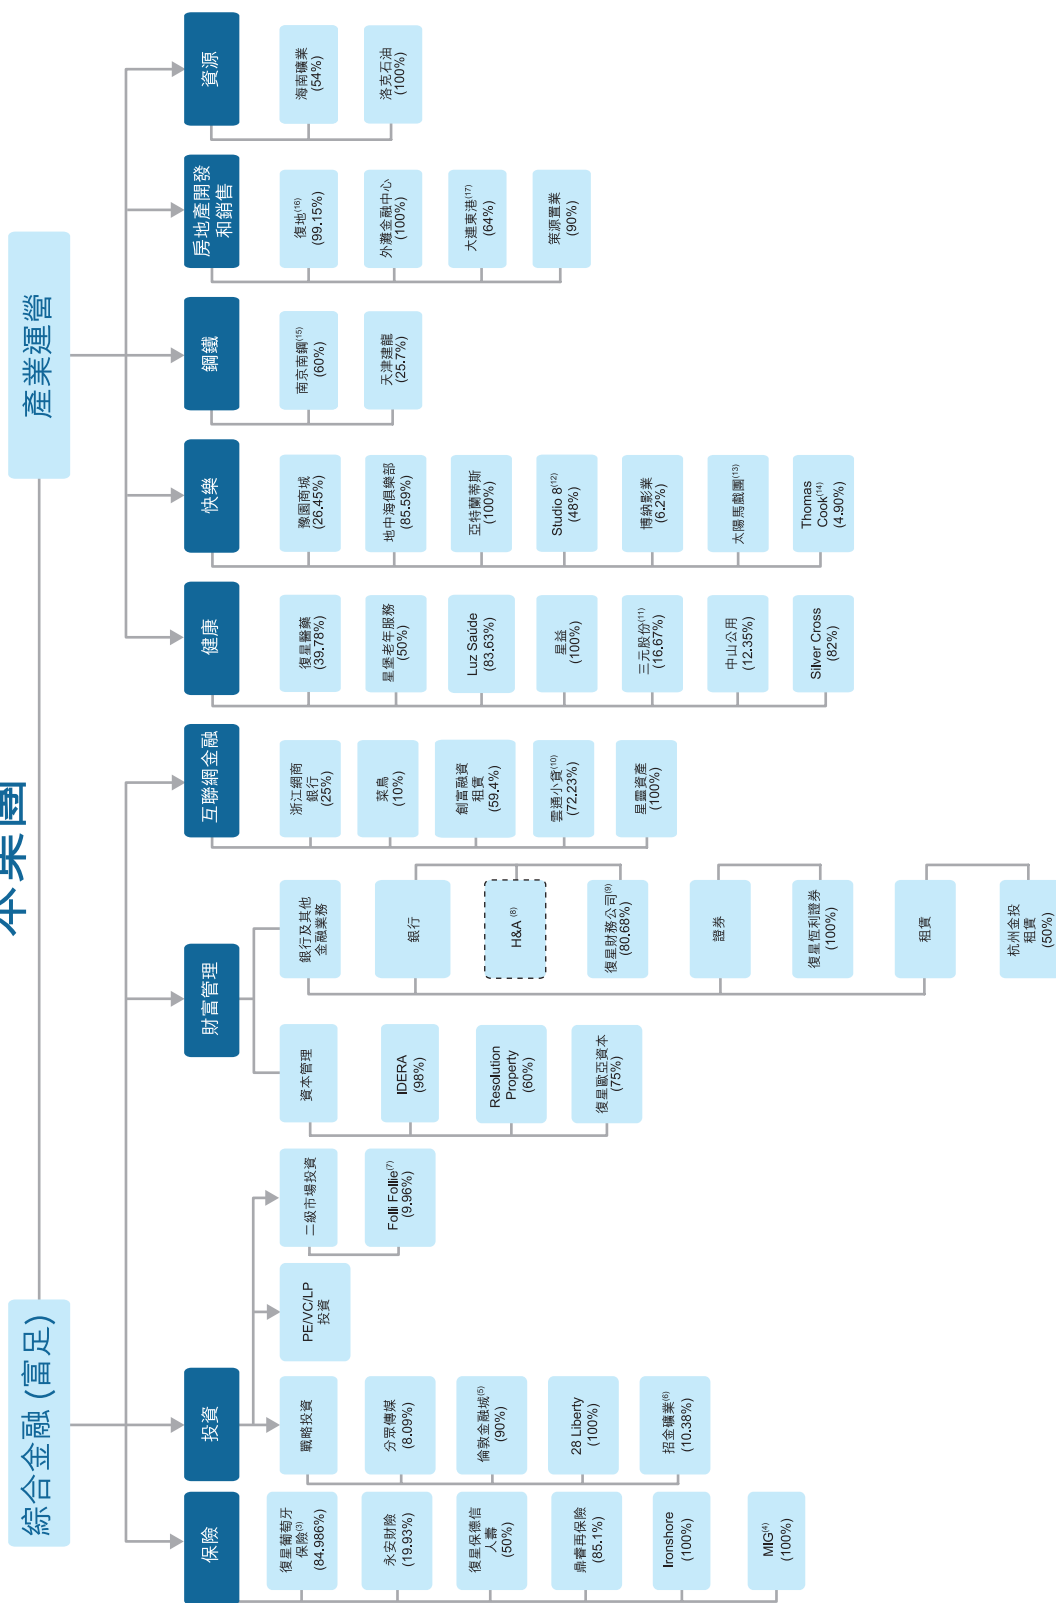 本集團
綜合金融 (富足)
產業運營
保險
復星葡萄牙
保險(3)
(84.986%)
永安財險
(19.93%)
復星保德信
人壽
(50%)
鼎睿再保險
(85.1%)
Ironshore
(100%)
MIG(4)
(100%)
投資
戰略投資
分眾傳媒
(8.09%)
倫敦金融城(5)
(90%)
28 Liberty
(100%)
招金礦業(6)
(10.38%)
PE/VC/LP
投資
二級市場投資
Folli Follie(7)
(9.96%)
財富管理
資本管理
IDERA
(98%)
Resolution
Property
(60%)
復星歐亞資本
(75%)
銀行及其他
金融業務
銀行
H&A (8)
復星財務公司(9)
(80.68%)
證券
復星恆利證券
(100%)
租賃
杭州金投
租賃
(50%)
互聯網金融
浙江網商
銀行
(25%)
菜鳥
(10%)
創富融資
租賃
(59.4%)
雲通小貸(10)
(72.23%)
星靈資產
(100%)
健康
復星醫藥
(39.78%)
星堡老年服務
(50%)
Luz Saúde
(83.63%)
星益
(100%)
三元股份(11)
(16.67%)
中山公用
(12.35%)
Silver Cross
(82%)
快樂
豫園商城
(26.45%)
地中海俱樂部
(85.59%)
亞特蘭蒂斯
(100%)
Studio 8(12)
(48%)
博納影業
(6.2%)
太陽馬戲團(13)
Thomas
Cook(14)
(4.90%)
鋼鐵
南京南鋼(15)
(60%)
天津建龍
(25.7%)
房地產開發
和銷售
復地(16)
(99.15%)
外灘金融中心
(100%)
大連東港(17)
(64%)
策源置業
(90%)
資源
海南礦業
(54%)
洛克石油
(100%)